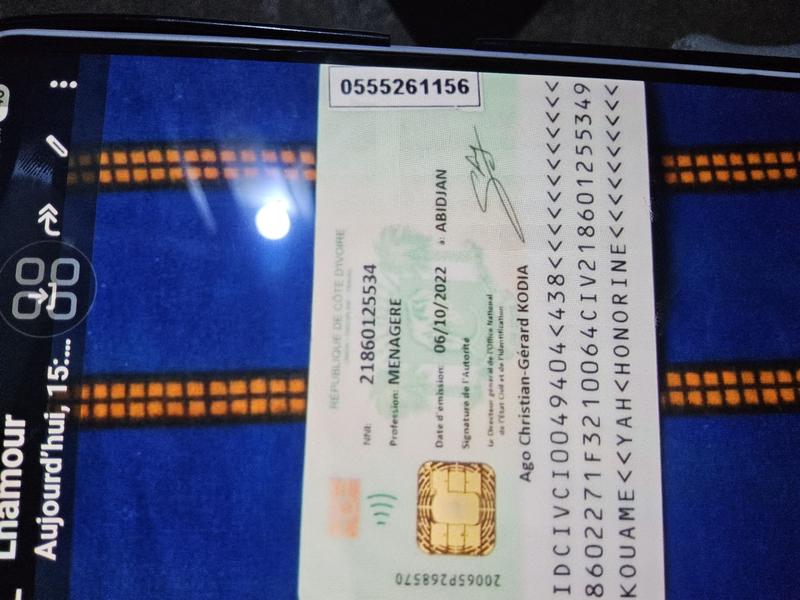 Lhamour
Aujourd'hui, 15:...
0555261156
RÉPUBLIQUE DE CÔTE D'IVOIRE
NNI: 21860125534
Profession: MENAGERE
Date d'émission: 06/10/2022 à: ABIDJAN
Signature de l'Autorité
Le Directeur général de l'Office National
de l'Etat Civil et de l'Identification
Ago Christian-Gérard KODIA
20065P268570
IDCIVCI0049404<438<<<<<<<<<<<<
8602271F3210064CIV218601255349
KOUAME<<YAH<HONORINE<<<<<<<<<<